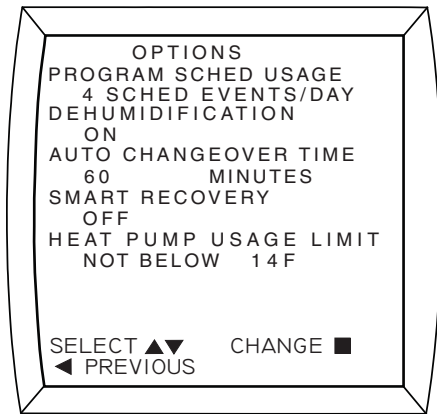 OPTIONS
PROGRAM SCHED USAGE
4 SCHED EVENTS/DAY
DEHUMIDIFICATION
ON
AUTO CHANGEOVER TIME
60 MINUTES
SMART RECOVERY
OFF
HEAT PUMP USAGE LIMIT
NOT BELOW 14F
SELECT ▲▼ CHANGE ■
◀ PREVIOUS